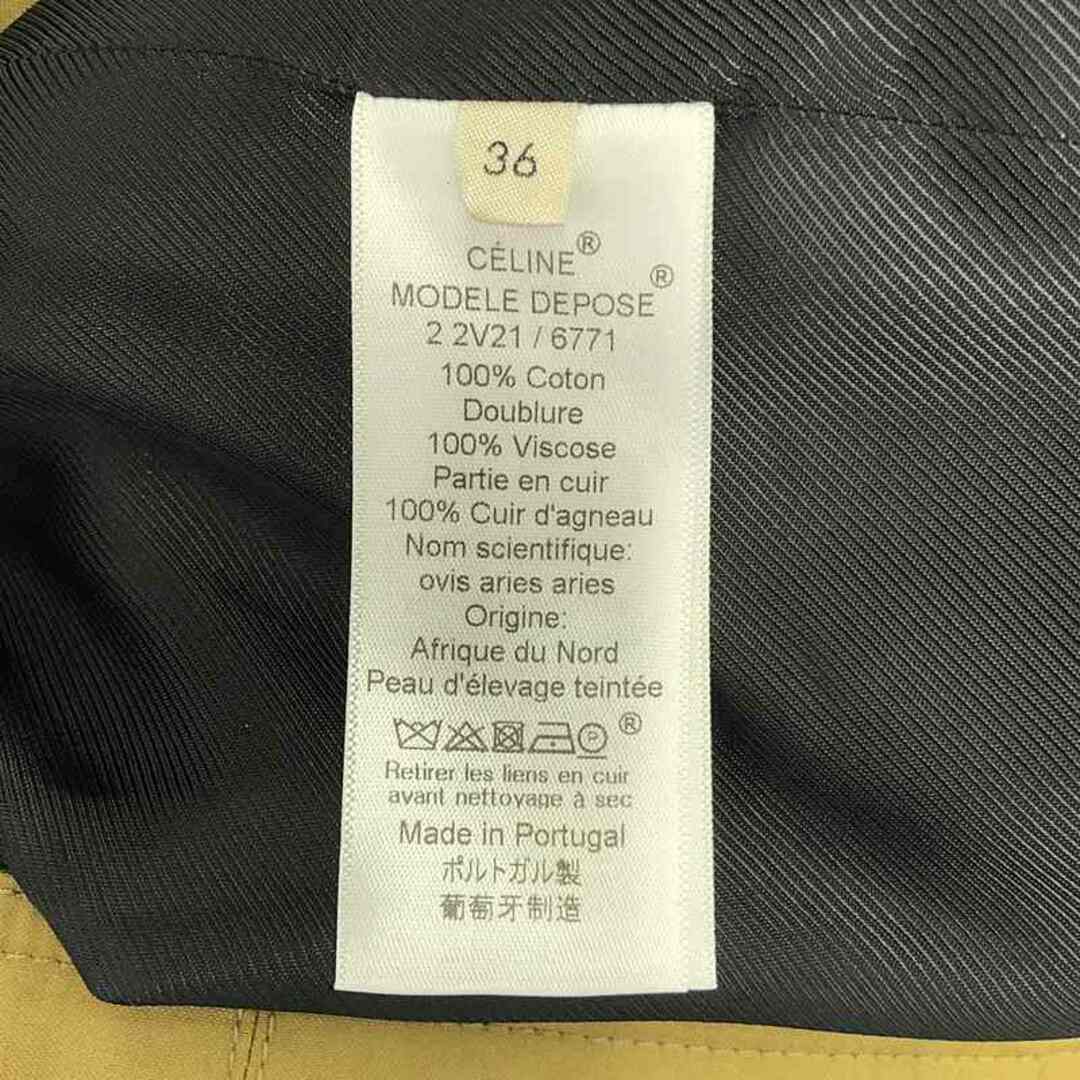 36
CÉLINE®
MODELE DEPOSE®
2 2V21 / 6771
100% Coton
Doublure
100% Viscose
Partie en cuir
100% Cuir d'agneau
Nom scientifique:
ovis aries aries
Origine:
Afrique du Nord
Peau d'élevage teintée
P ®
Retirer les liens en cuir
avant nettoyage à sec
Made in Portugal
ポルトガル製
葡萄牙制造